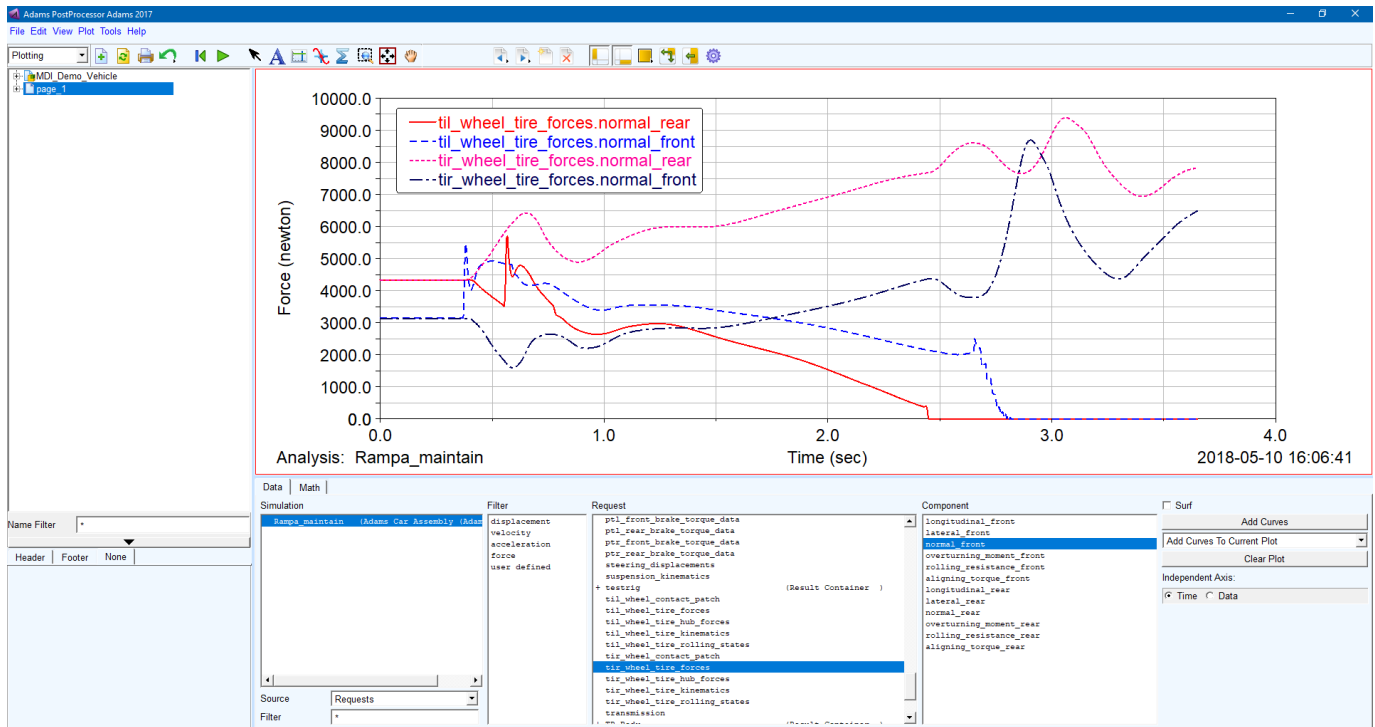 Adams PostProcessor Adams 2017
File Edit View Plot Tools Help
Plotting
MDI_Demo_Vehicle
page_1
10000.0
9000.0
8000.0
7000.0
6000.0
5000.0
4000.0
3000.0
2000.0
1000.0
0.0
Force (newton)
til_wheel_tire_forces.normal_rear
til_wheel_tire_forces.normal_front
tir_wheel_tire_forces.normal_rear
tir_wheel_tire_forces.normal_front
0.0 1.0 2.0 3.0 4.0
Analysis: Rampa_maintain Time (sec) 2018-05-10 16:06:41
Name Filter *
Header Footer None
Data Math
Simulation
Rampa_maintain (Adams Car Assembly (Adam
Source Requests
Filter *
Filter
displacement
velocity
acceleration
force
user defined
Request
ptl_front_brake_torque_data
ptl_rear_brake_torque_data
ptr_front_brake_torque_data
ptr_rear_brake_torque_data
steering_displacements
suspension_kinematics
+ testrig (Result Container )
til_wheel_contact_patch
til_wheel_tire_forces
til_wheel_tire_hub_forces
til_wheel_tire_kinematics
til_wheel_tire_rolling_states
tir_wheel_contact_patch
tir_wheel_tire_forces
tir_wheel_tire_hub_forces
tir_wheel_tire_kinematics
tir_wheel_tire_rolling_states
transmission
Component
longitudinal_front
lateral_front
normal_front
overturning_moment_front
rolling_resistance_front
aligning_torque_front
longitudinal_rear
lateral_rear
normal_rear
overturning_moment_rear
rolling_resistance_rear
aligning_torque_rear
Surf
Add Curves
Add Curves To Current Plot
Clear Plot
Independent Axis:
Time Data